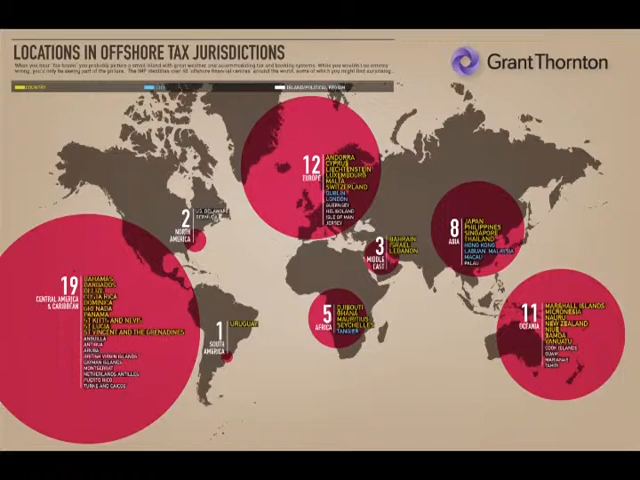 LOCATIONS IN OFFSHORE TAX JURISDICTIONS
GrantThornton
COUNTRY
ISLAND/POLITICAL REGION
12
EUROPE
ANDORRA
CYPRUS
LIECHTENSTEIN
LUXEMBOURG
MALTA
SWITZERLAND
DUBLIN
LONDON
GUERNSEY
HELIGOLAND
ISLE OF MAN
JERSEY
2
NORTH
AMERICA
U.S. DELAWARE
BERMUDA
8
ASIA
JAPAN
PHILIPPINES
SINGAPORE
THAILAND
HONG KONG
LABUAN, MALAYSIA
MACAU
PALAU
3
MIDDLE
EAST
BAHRAIN
ISRAEL
LEBANON
19
CENTRAL AMERICA
& CARIBBEAN
BAHAMAS
BARBADOS
BELIZE
COSTA RICA
DOMINICA
GRENADA
PANAMA
ST KITTS AND NEVIS
ST LUCIA
ST VINCENT AND THE GRENADINES
ANGUILLA
ANTIGUA
ARUBA
BRITISH VIRGIN ISLANDS
CAYMAN ISLANDS
MONTSERRAT
NETHERLANDS ANTILLES
PUERTO RICO
TURKS AND CAICOS
1
SOUTH
AMERICA
URUGUAY
5
AFRICA
DJIBOUTI
GHANA
MAURITIUS
SEYCHELLES
TANGIER
11
OCEANIA
MARSHALL ISLANDS
MICRONESIA
NAURU
NEW ZEALAND
NIUE
SAMOA
VANUATU
COOK ISLANDS
GUAM
MARIANAS
TAHITI